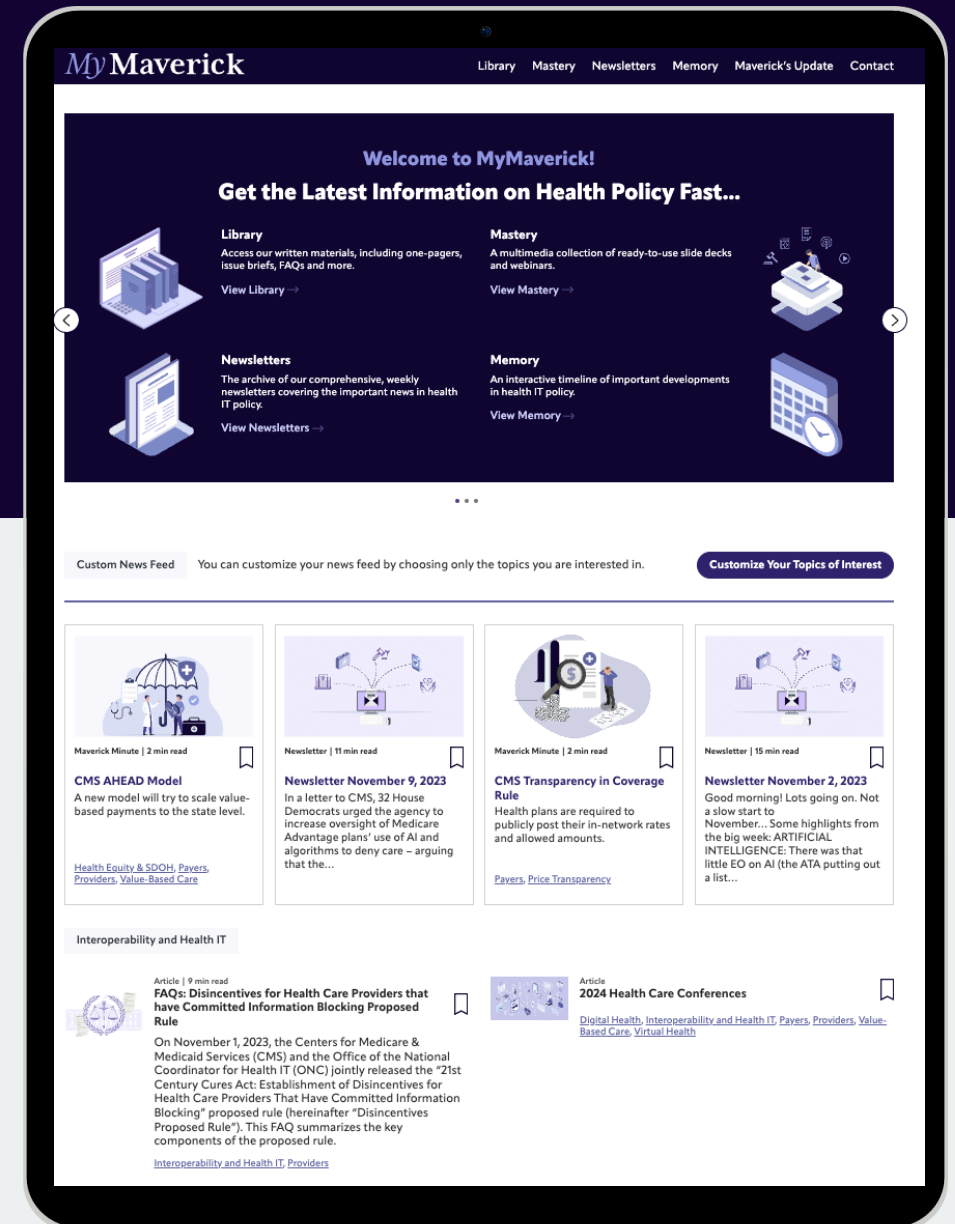 MyMaverick
Library Mastery Newsletters Memory Maverick's Update Contact
Welcome to MyMaverick!
Get the Latest Information on Health Policy Fast...
Library
Access our written materials, including one-pagers,
issue briefs, FAQs and more.
View Library →
Mastery
A multimedia collection of ready-to-use slide decks
and webinars.
View Mastery →
Newsletters
The archive of our comprehensive, weekly
newsletters covering the important news in health
IT policy.
View Newsletters →
Memory
An interactive timeline of important developments
in health IT policy.
View Memory →
Custom News Feed
You can customize your news feed by choosing only the topics you are interested in.
Customize Your Topics of Interest
Maverick Minute | 2 min read
CMS AHEAD Model
A new model will try to scale value-
based payments to the state level.
Health Equity & SDOH, Payers,
Providers, Value-Based Care
Newsletter | 11 min read
Newsletter November 9, 2023
In a letter to CMS, 32 House
Democrats urged the agency to
increase oversight of Medicare
Advantage plans' use of AI and
algorithms to deny care – arguing
that the...
Maverick Minute | 2 min read
CMS Transparency in Coverage
Rule
Health plans are required to
publicly post their in-network rates
and allowed amounts.
Payers, Price Transparency
Newsletter | 15 min read
Newsletter November 2, 2023
Good morning! Lots going on. Not
a slow start to
November... Some highlights from
the big week: ARTIFICIAL
INTELLIGENCE: There was that
little EO on AI (the ATA putting out
a list...
Interoperability and Health IT
Article | 9 min read
FAQs: Disincentives for Health Care Providers that
have Committed Information Blocking Proposed
Rule
On November 1, 2023, the Centers for Medicare &
Medicaid Services (CMS) and the Office of the National
Coordinator for Health IT (ONC) jointly released the "21st
Century Cures Act: Establishment of Disincentives for
Health Care Providers That Have Committed Information
Blocking" proposed rule (hereinafter "Disincentives
Proposed Rule"). This FAQ summarizes the key
components of the proposed rule.
Interoperability and Health IT, Providers
Article
2024 Health Care Conferences
Digital Health, Interoperability and Health IT, Payers, Providers, Value-
Based Care, Virtual Health